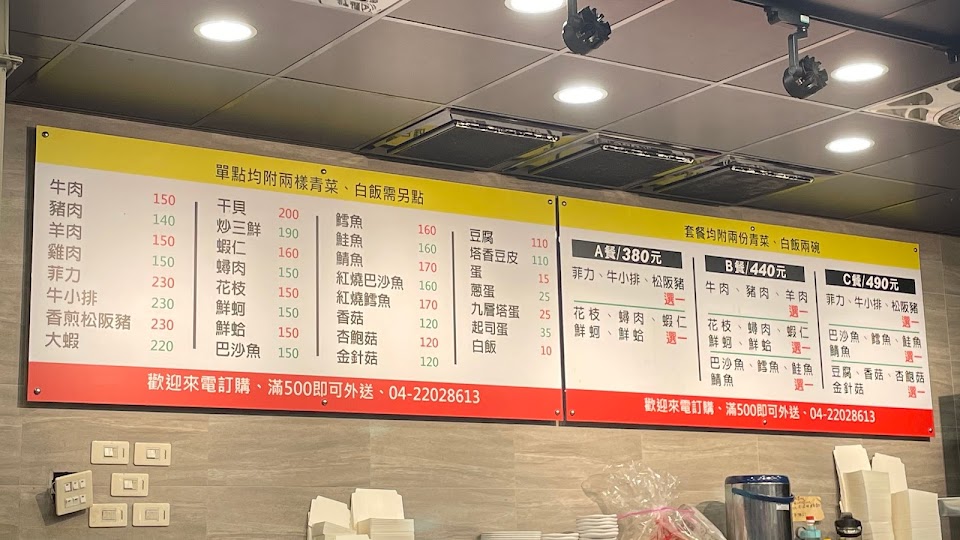 單點均附兩樣青菜、白飯需另點
牛肉 150
豬肉 140
羊肉 150
雞肉 150
菲力 230
牛小排 230
香煎松阪豬 230
大蝦 220
干貝 200
炒三鮮 190
蝦仁 160
蟳肉 150
花枝 150
鮮蚵 150
鮮蛤 150
巴沙魚 150
鱈魚 160
鮭魚 160
鯖魚 170
紅燒巴沙魚 160
紅燒鱈魚 170
香菇 120
杏鮑菇 120
金針菇 120
豆腐 110
塔香豆皮 110
蛋 15
蔥蛋 25
九層塔蛋 25
起司蛋 35
白飯 10
歡迎來電訂購、滿500即可外送、04-22028613
套餐均附兩份青菜、白飯兩碗
A餐/380元
菲力、牛小排、松阪豬
選一
花枝、蟳肉、蝦仁
鮮蚵、鮮蛤 選一
B餐/440元
牛肉、豬肉、羊肉
選一
花枝、蟳肉、蝦仁
鮮蚵、鮮蛤 選一
巴沙魚、鱈魚、鮭魚
鯖魚 選一
C餐/490元
菲力、牛小排、松阪豬
選一
巴沙魚、鱈魚、鮭魚
鯖魚 選一
豆腐、香菇、杏鮑菇
金針菇 選一
歡迎來電訂購、滿500即可外送、04-22028613